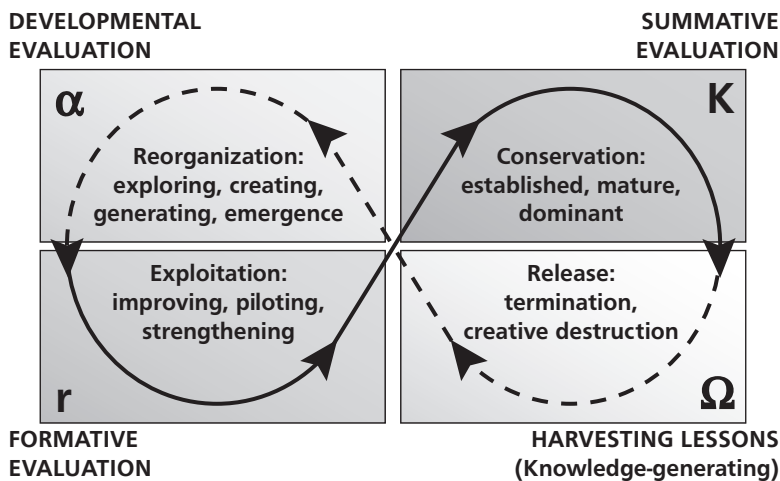 DEVELOPMENTAL
EVALUATION
SUMMATIVE
EVALUATION
α
Reorganization:
exploring, creating,
generating, emergence
K
Conservation:
established, mature,
dominant
Exploitation:
improving, piloting,
strengthening
r
Release:
termination,
creative destruction
Ω
FORMATIVE
EVALUATION
HARVESTING LESSONS
(Knowledge-generating)